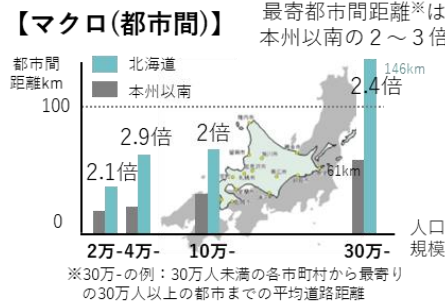 【マクロ(都市間)】
最寄都市間距離※は
本州以南の２～３倍
都市間
距離km
北海道
本州以南
146km
100
2.4倍
2.9倍
2倍
2.1倍
61km
0
人口
規模
2万-4万-
10万-
30万-
※30万-の例：30万人未満の各市町村から最寄り
の30万人以上の都市までの平均道路距離